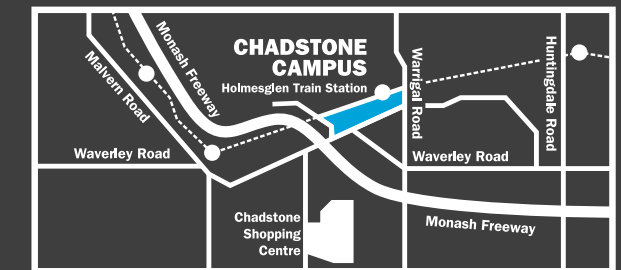 Monash Freeway
Malvern Road
CHADSTONE
CAMPUS
Holmesglen Train Station
Warrigal Road
Huntingdale Road
Waverley Road
Waverley Road
Chadstone
Shopping
Centre
Monash Freeway